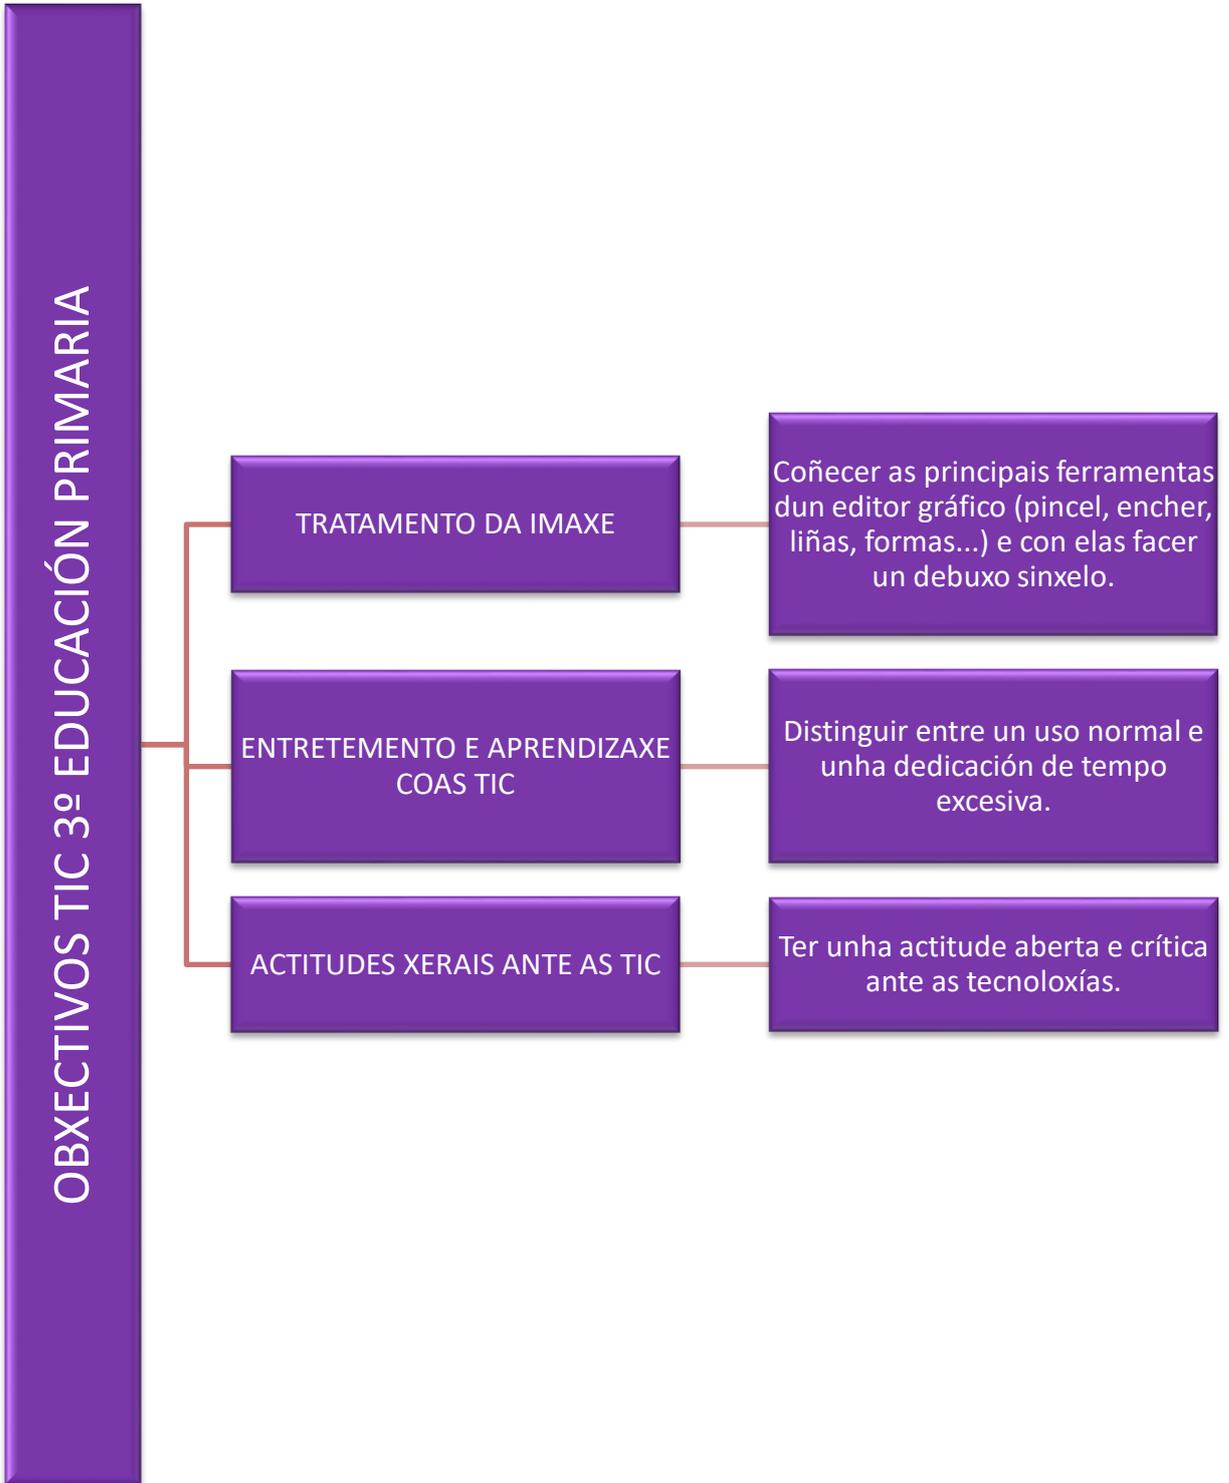 OBXECTIVOS TIC 3º EDUCACIÓN PRIMARIA
TRATAMENTO DA IMAXE
Coñecer as principais ferramentas
dun editor gráfico (pincel, encher,
liñas, formas...) e con elas facer
un debuxo sinxelo.
ENTRETEMENTO E APRENDIZAXE
COAS TIC
Distinguir entre un uso normal e
unha dedicación de tempo
excesiva.
ACTITUDES XERAIS ANTE AS TIC
Ter unha actitude aberta e crítica
ante as tecnoloxías.